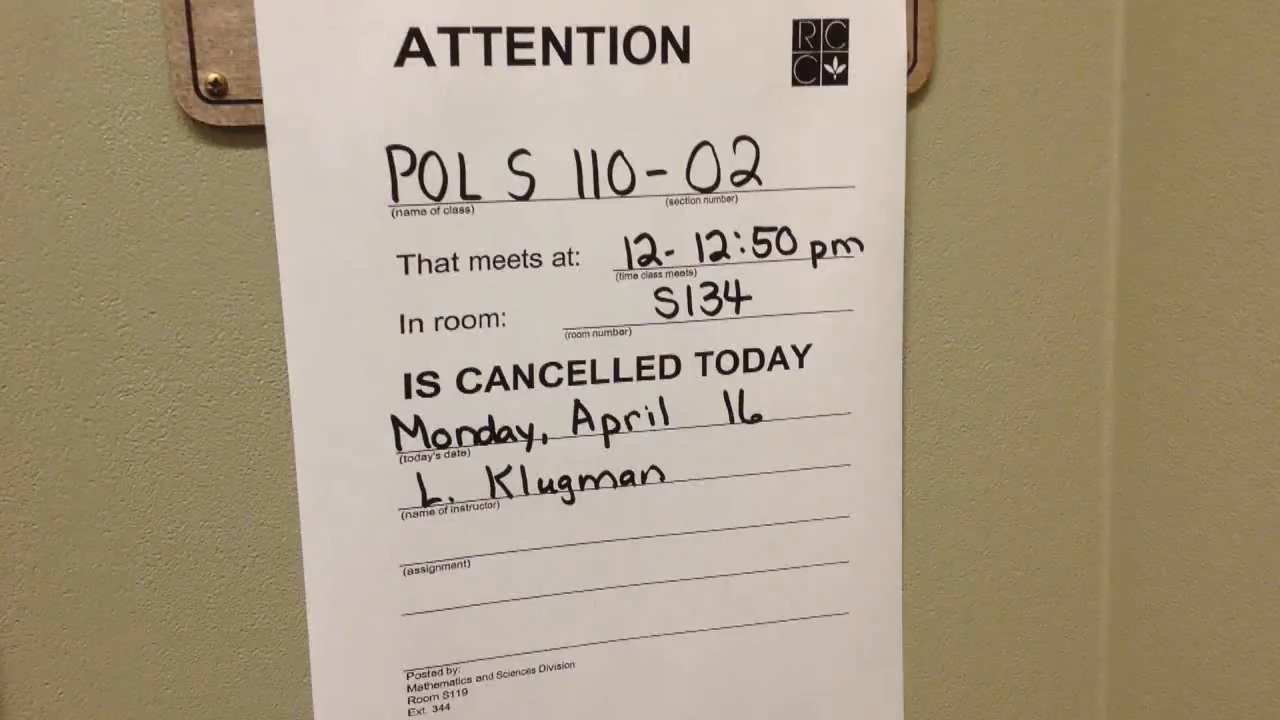 ATTENTION
RC
C
POL S 110-02
(name of class) (section number)
That meets at: 12- 12:50 pm
(time class meets)
In room: S134
(room number)
IS CANCELLED TODAY
Monday, April 16
(today's date)
L. Klugman
(name of instructor)
(assignment)
Posted by:
Mathematics and Sciences Division
Room S119
Ext. 344